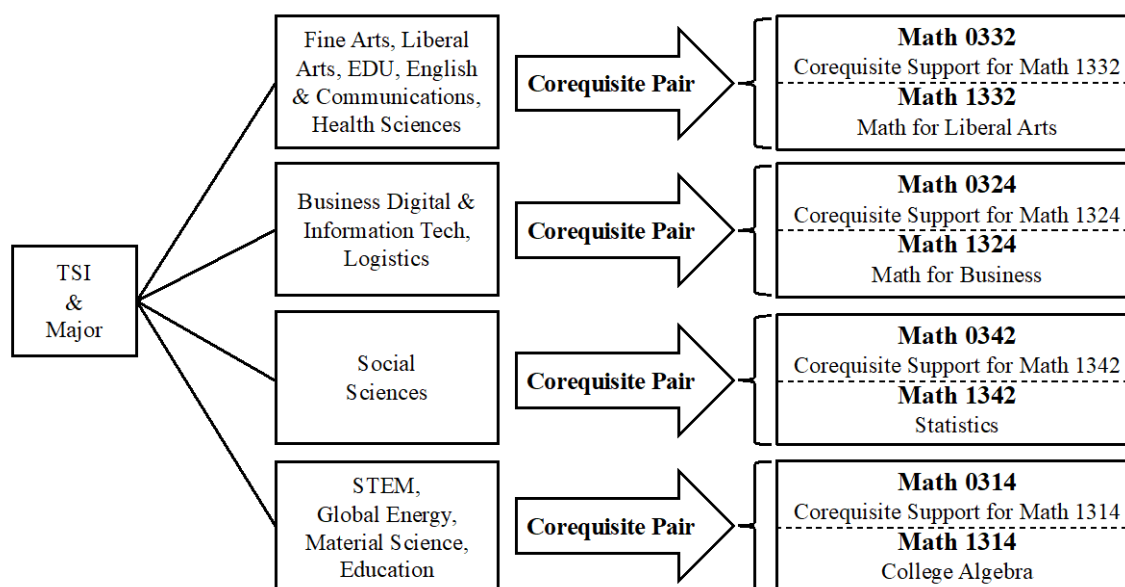 TSI
&
Major
Fine Arts, Liberal
Arts, EDU, English
& Communications,
Health Sciences
Corequisite Pair
Math 0332
Corequisite Support for Math 1332
Math 1332
Math for Liberal Arts
Business Digital &
Information Tech,
Logistics
Corequisite Pair
Math 0324
Corequisite Support for Math 1324
Math 1324
Math for Business
Social
Sciences
Corequisite Pair
Math 0342
Corequisite Support for Math 1342
Math 1342
Statistics
STEM,
Global Energy,
Material Science,
Education
Corequisite Pair
Math 0314
Corequisite Support for Math 1314
Math 1314
College Algebra